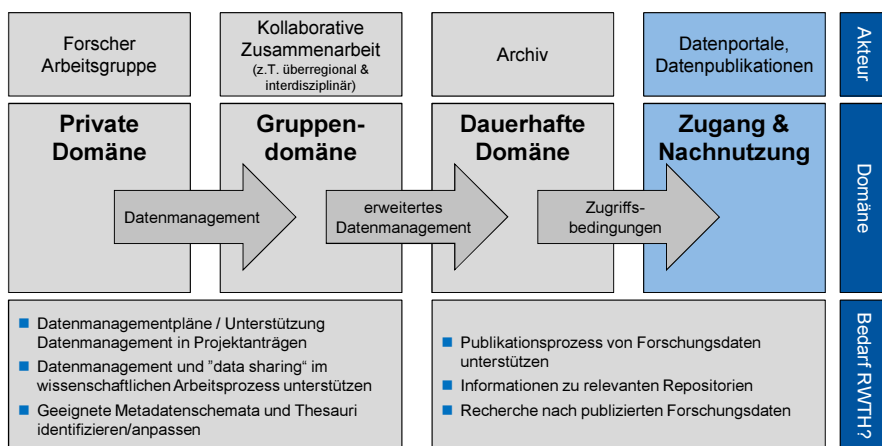 Forscher
Arbeitsgruppe
Kollaborative
Zusammenarbeit
(z.T. überregional &
interdisziplinär)
Archiv
Datenportale,
Datenpublikationen
Akteur
Private
Domäne
Gruppen-
domäne
Dauerhafte
Domäne
Zugang &
Nachnutzung
Domäne
Datenmanagement
erweitertes
Datenmanagement
Zugriffs-
bedingungen
Datenmanagementpläne / Unterstützung
Datenmanagement in Projektanträgen
Datenmanagement und ”data sharing“ im
wissenschaftlichen Arbeitsprozess unterstützen
Geeignete Metadatenschemata und Thesauri
identifizieren/anpassen
Publikationsprozess von Forschungsdaten
unterstützen
Informationen zu relevanten Repositorien
Recherche nach publizierten Forschungsdaten
Bedarf RWTH?